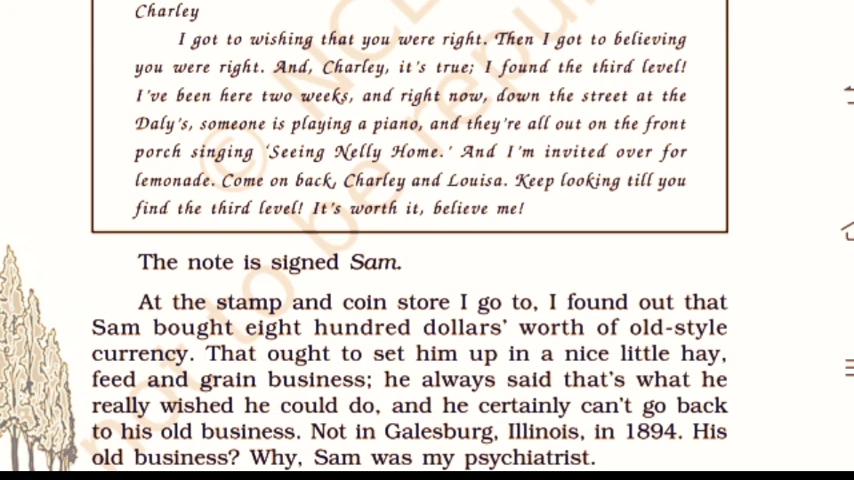 Charley
I got to wishing that you were right. Then I got to believing
you were right. And, Charley, it's true; I found the third level!
I've been here two weeks, and right now, down the street at the
Daly's, someone is playing a piano, and they're all out on the front
porch singing 'Seeing Nelly Home.' And I'm invited over for
lemonade. Come on back, Charley and Louisa. Keep looking till you
find the third level! It's worth it, believe me!
The note is signed Sam.
At the stamp and coin store I go to, I found out that
Sam bought eight hundred dollars' worth of old-style
currency. That ought to set him up in a nice little hay,
feed and grain business; he always said that's what he
really wished he could do, and he certainly can't go back
to his old business. Not in Galesburg, Illinois, in 1894. His
old business? Why, Sam was my psychiatrist.
© NCE
not to be republ